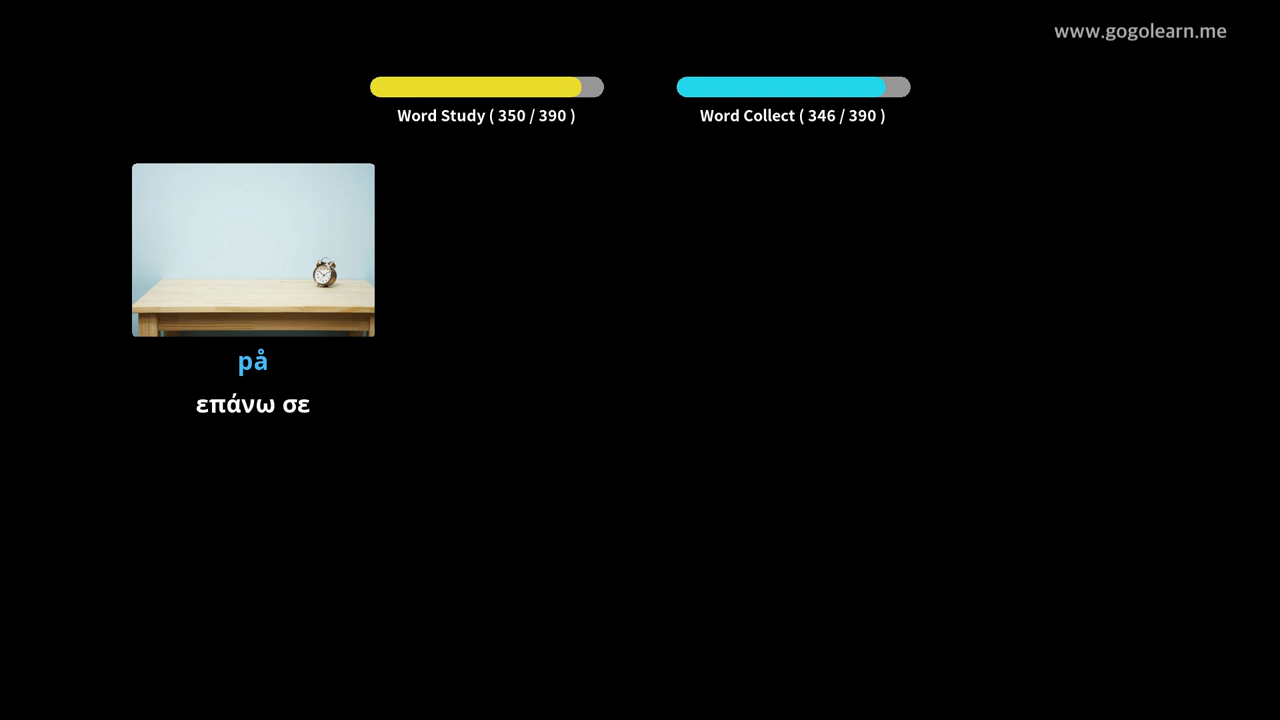 www.gogolearn.me
Word Study ( 350 / 390 )
Word Collect ( 346 / 390 )
på
επάνω σε